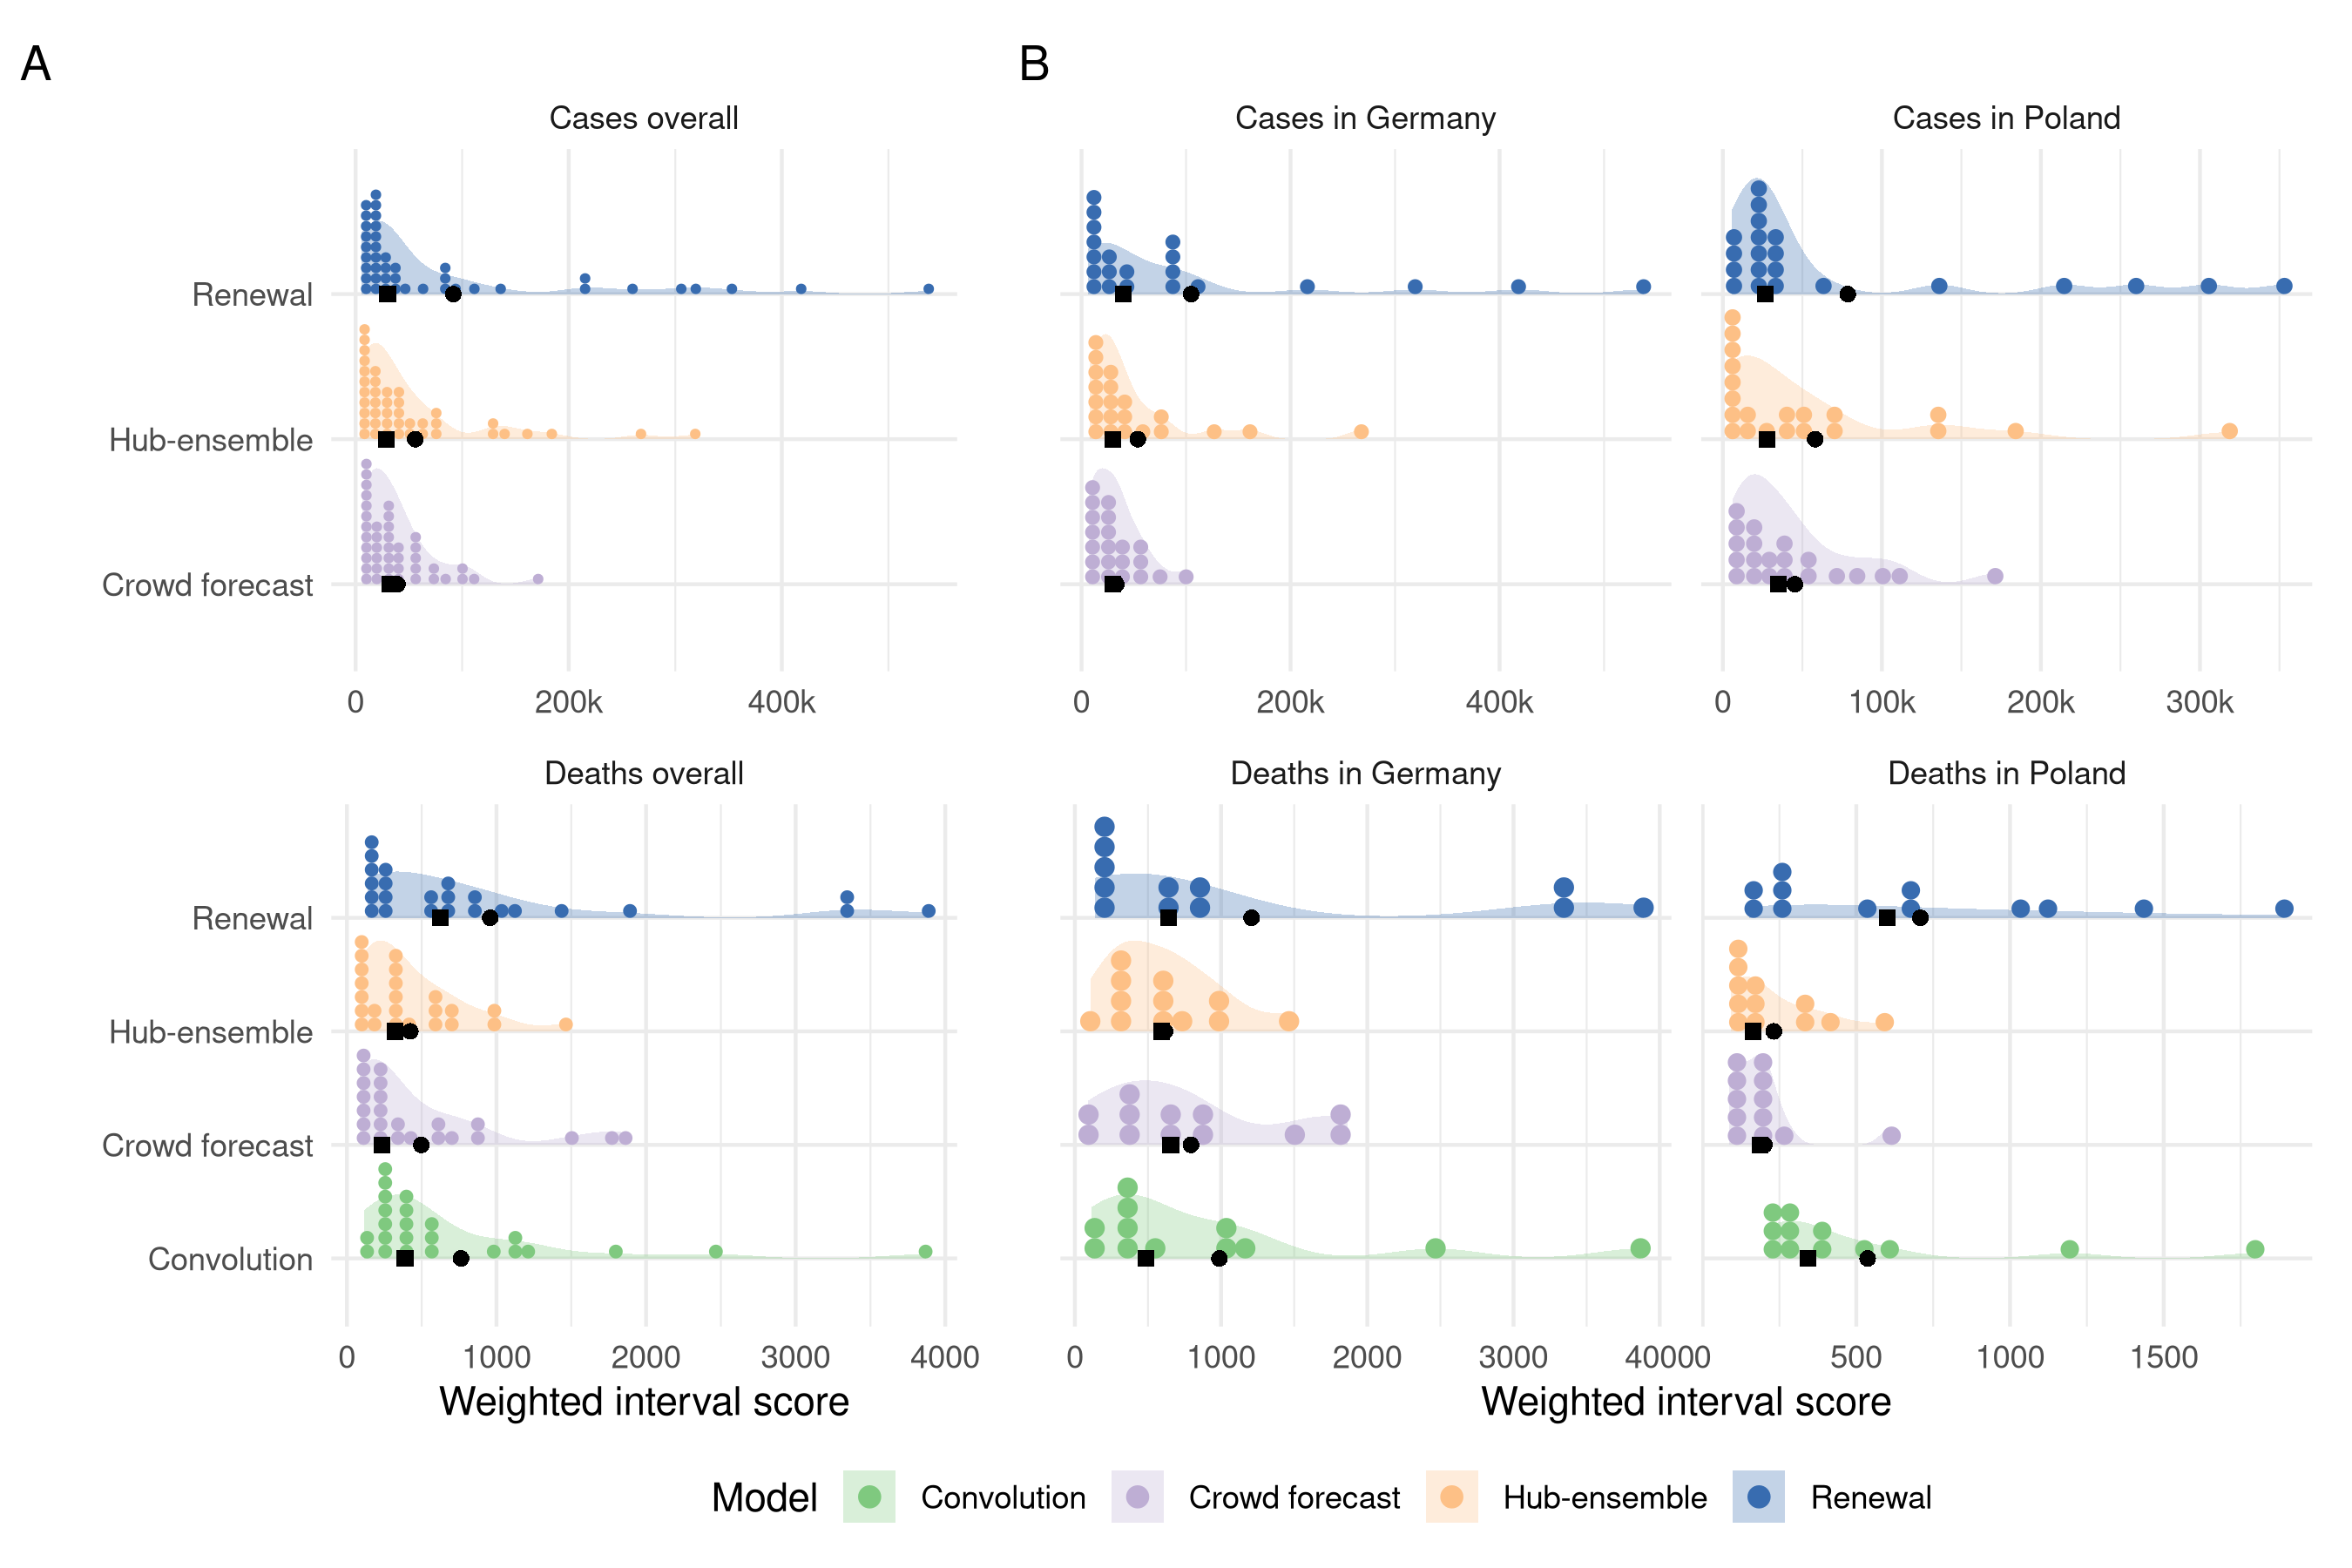 A
B
Cases overall
Cases in Germany
Cases in Poland
Renewal
Hub-ensemble
Crowd forecast
0 200k 400k
0 200k 400k
0 100k 200k 300k
Deaths overall
Deaths in Germany
Deaths in Poland
Renewal
Hub-ensemble
Crowd forecast
Convolution
0 1000 2000 3000 4000
0 1000 2000 3000 4000
0 500 1000 1500
Weighted interval score
Weighted interval score
Model Convolution Crowd forecast Hub-ensemble Renewal